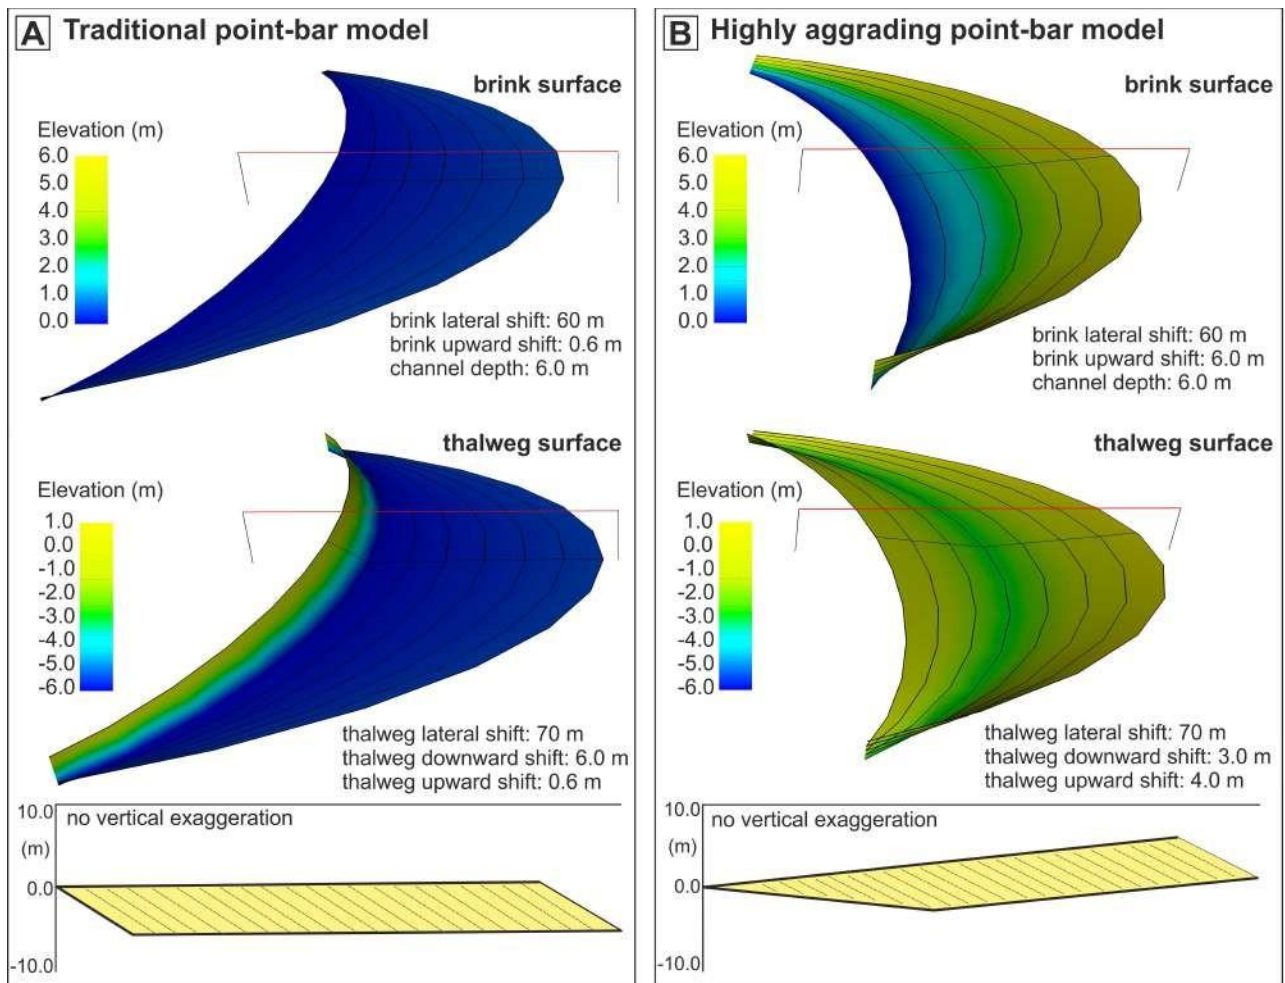 A Traditional point-bar model
brink surface
Elevation (m)
6.0
5.0
4.0
3.0
2.0
1.0
0.0
brink lateral shift: 60 m
brink upward shift: 0.6 m
channel depth: 6.0 m
thalweg surface
Elevation (m)
1.0
0.0
-1.0
-2.0
-3.0
-4.0
-5.0
-6.0
thalweg lateral shift: 70 m
thalweg downward shift: 6.0 m
thalweg upward shift: 0.6 m
10.0
no vertical exaggeration
(m)
0.0
-10.0
B Highly aggrading point-bar model
brink surface
Elevation (m)
6.0
5.0
4.0
3.0
2.0
1.0
0.0
brink lateral shift: 60 m
brink upward shift: 6.0 m
channel depth: 6.0 m
thalweg surface
Elevation (m)
1.0
0.0
-1.0
-2.0
-3.0
-4.0
-5.0
-6.0
thalweg lateral shift: 70 m
thalweg downward shift: 3.0 m
thalweg upward shift: 4.0 m
10.0
no vertical exaggeration
(m)
0.0
-10.0